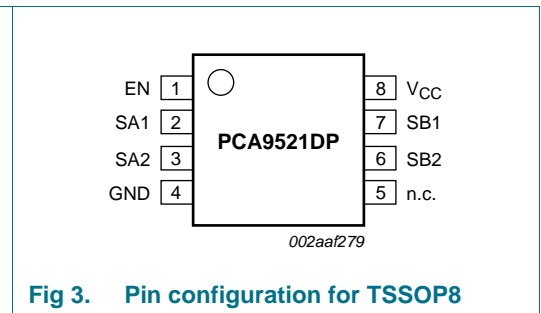 EN 1 8 VCC
SA1 2 7 SB1
PCA9521DP
SA2 3 6 SB2
GND 4 5 n.c.
002aaf279
Fig 3. Pin configuration for TSSOP8